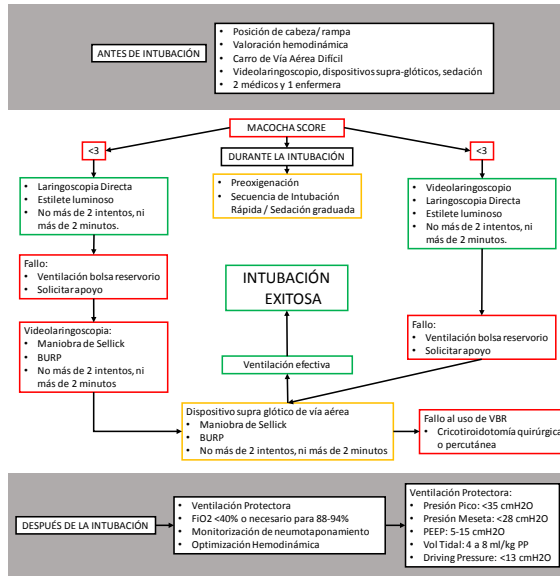 ANTES DE INTUBACIÓN
• Posición de cabeza/ rampa
• Valoración hemodinámica
• Carro de Vía Aérea Difícil
• Videolaringoscopio, dispositivos supra-glóticos, sedación
• 2 médicos y 1 enfermera
MACOCHA SCORE
<3
DURANTE LA INTUBACIÓN
<3
• Laringoscopia Directa
• Estilete luminoso
• No más de 2 intentos, ni
más de 2 minutos.
• Preoxigenación
• Secuencia de Intubación
Rápida / Sedación graduada
• Videolaringoscopio
• Laringoscopia Directa
• Estilete luminoso
• No más de 2 intentos, ni
más de 2 minutos.
Fallo:
• Ventilación bolsa reservorio
• Solicitar apoyo
INTUBACIÓN
EXITOSA
Videolaringoscopia:
• Maniobra de Sellick
• BURP
• No más de 2 intentos, ni
más de 2 minutos
Fallo:
• Ventilación bolsa reservorio
• Solicitar apoyo
Ventilación efectiva
Dispositivo supra glótico de vía aérea
• Maniobra de Sellick
• BURP
• No más de 2 intentos, ni más de 2 minutos
Fallo al uso de VBR
• Cricotiroidotomía quirúrgica
o percutánea
DESPUÉS DE LA INTUBACIÓN
• Ventilación Protectora
• FiO2 <40% o necesario para 88-94%
• Monitorización de neumotaponamiento
• Optimización Hemodinámica
Ventilación Protectora:
• Presión Pico: <35 cmH2O
• Presión Meseta: <28 cmH2O
• PEEP: 5-15 cmH2O
• Vol Tidal: 4 a 8 ml/kg PP
• Driving Pressure: <13 cmH2O